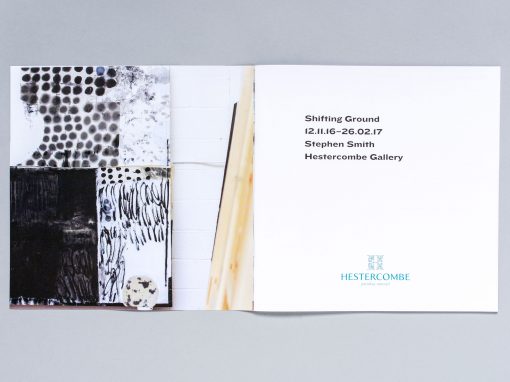 Shifting Ground
12.11.16–26.02.17
Stephen Smith
Hestercombe Gallery
HESTERCOMBE